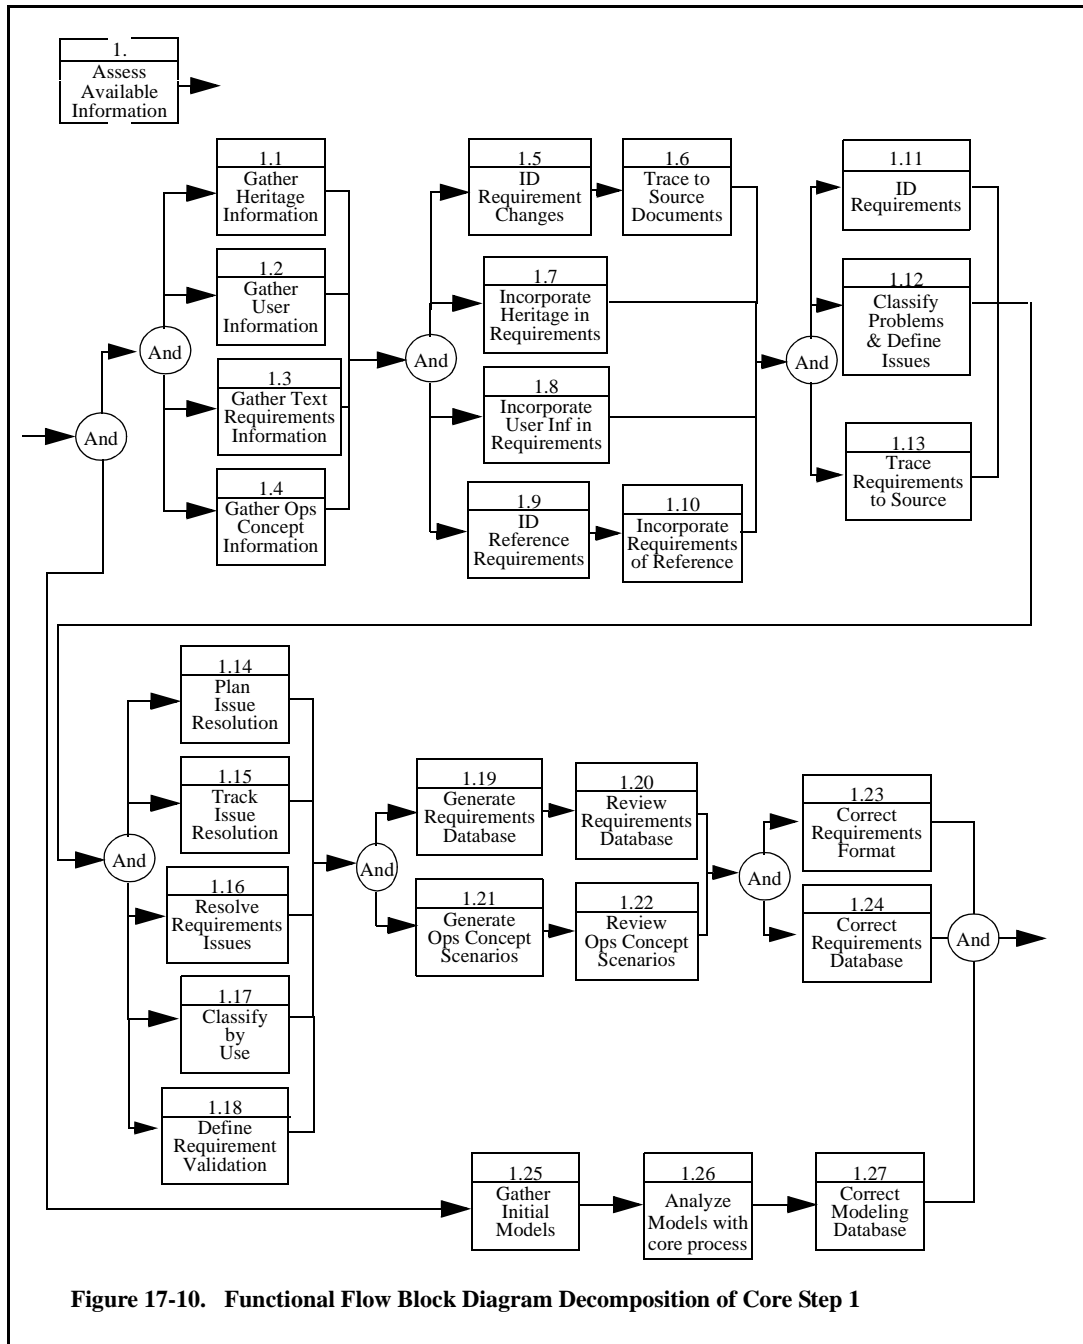 1.
Assess
Available
Information
1.1
Gather
Heritage
Information
1.2
Gather
User
Information
And
1.3
Gather Text
Requirements
Information
And
1.4
Gather Ops
Concept
Information
1.5
ID
Requirement
Changes
1.6
Trace to
Source
Documents
1.7
Incorporate
Heritage in
Requirements
And
1.8
Incorporate
User Inf in
Requirements
1.9
ID
Reference
Requirements
1.10
Incorporate
Requirements
of Reference
1.11
ID
Requirements
1.12
Classify
Problems
& Define
Issues
And
1.13
Trace
Requirements
to Source
1.14
Plan
Issue
Resolution
1.15
Track
Issue
Resolution
And
1.16
Resolve
Requirements
Issues
1.17
Classify
by
Use
1.18
Define
Requirement
Validation
1.19
Generate
Requirements
Database
1.20
Review
Requirements
Database
And
1.21
Generate
Ops Concept
Scenarios
1.22
Review
Ops Concept
Scenarios
1.23
Correct
Requirements
Format
And
1.24
Correct
Requirements
Database
And
1.25
Gather
Initial
Models
1.26
Analyze
Models with
core process
1.27
Correct
Modeling
Database
Figure 17-10. Functional Flow Block Diagram Decomposition of Core Step 1